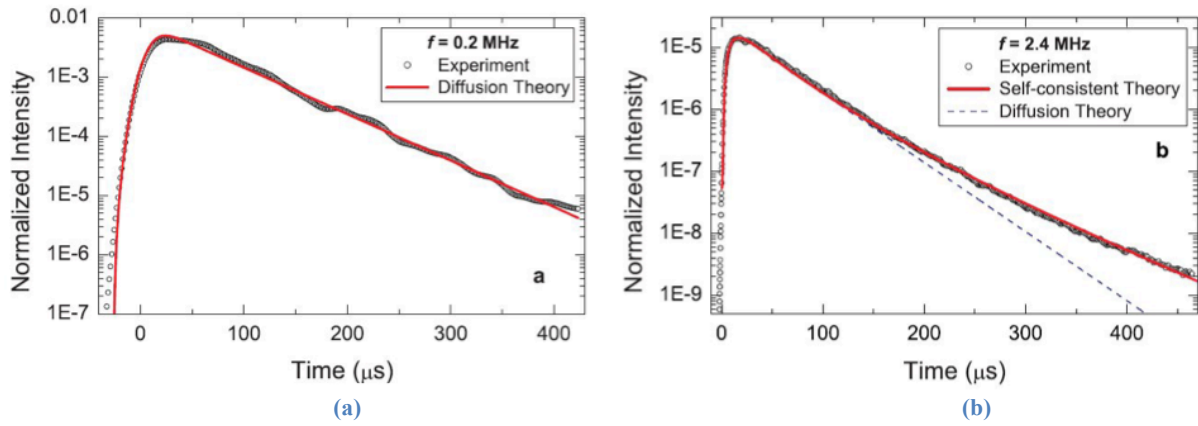 0.01
1E-3
1E-4
1E-5
1E-6
1E-7
Normalized Intensity
f = 0.2 MHz
Experiment
Diffusion Theory
a
0 100 200 300 400
Time (μs)
(a)
1E-5
1E-6
1E-7
1E-8
1E-9
Normalized Intensity
f = 2.4 MHz
Experiment
Self-consistent Theory
Diffusion Theory
b
0 100 200 300 400
Time (μs)
(b)